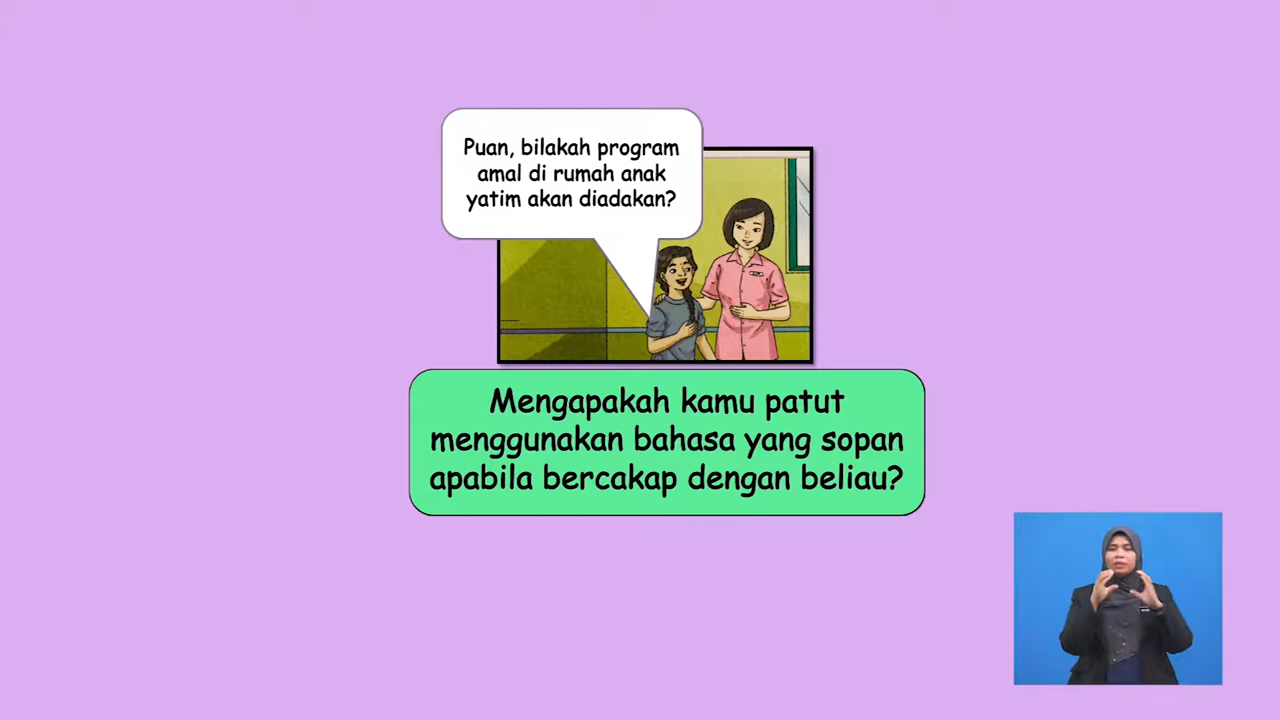 Puan, bilakah program
amal di rumah anak
yatim akan diadakan?
Mengapakah kamu patut
menggunakan bahasa yang sopan
apabila bercakap dengan beliau?